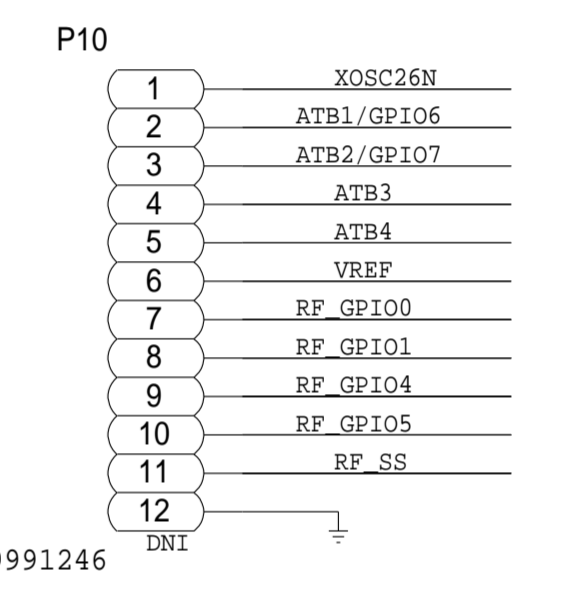 P10
1 XOSC26N
2 ATB1/GPIO6
3 ATB2/GPIO7
4 ATB3
5 ATB4
6 VREF
7 RF_GPIO0
8 RF_GPIO1
9 RF_GPIO4
10 RF_GPIO5
11 RF_SS
12
DNI
991246